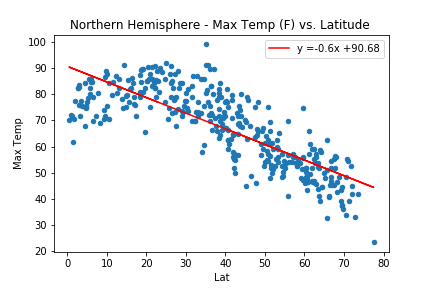 Northern Hemisphere - Max Temp (F) vs. Latitude
y =-0.6x +90.68
100
90
80
70
60
50
40
30
20
Max Temp
0 10 20 30 40 50 60 70 80
Lat